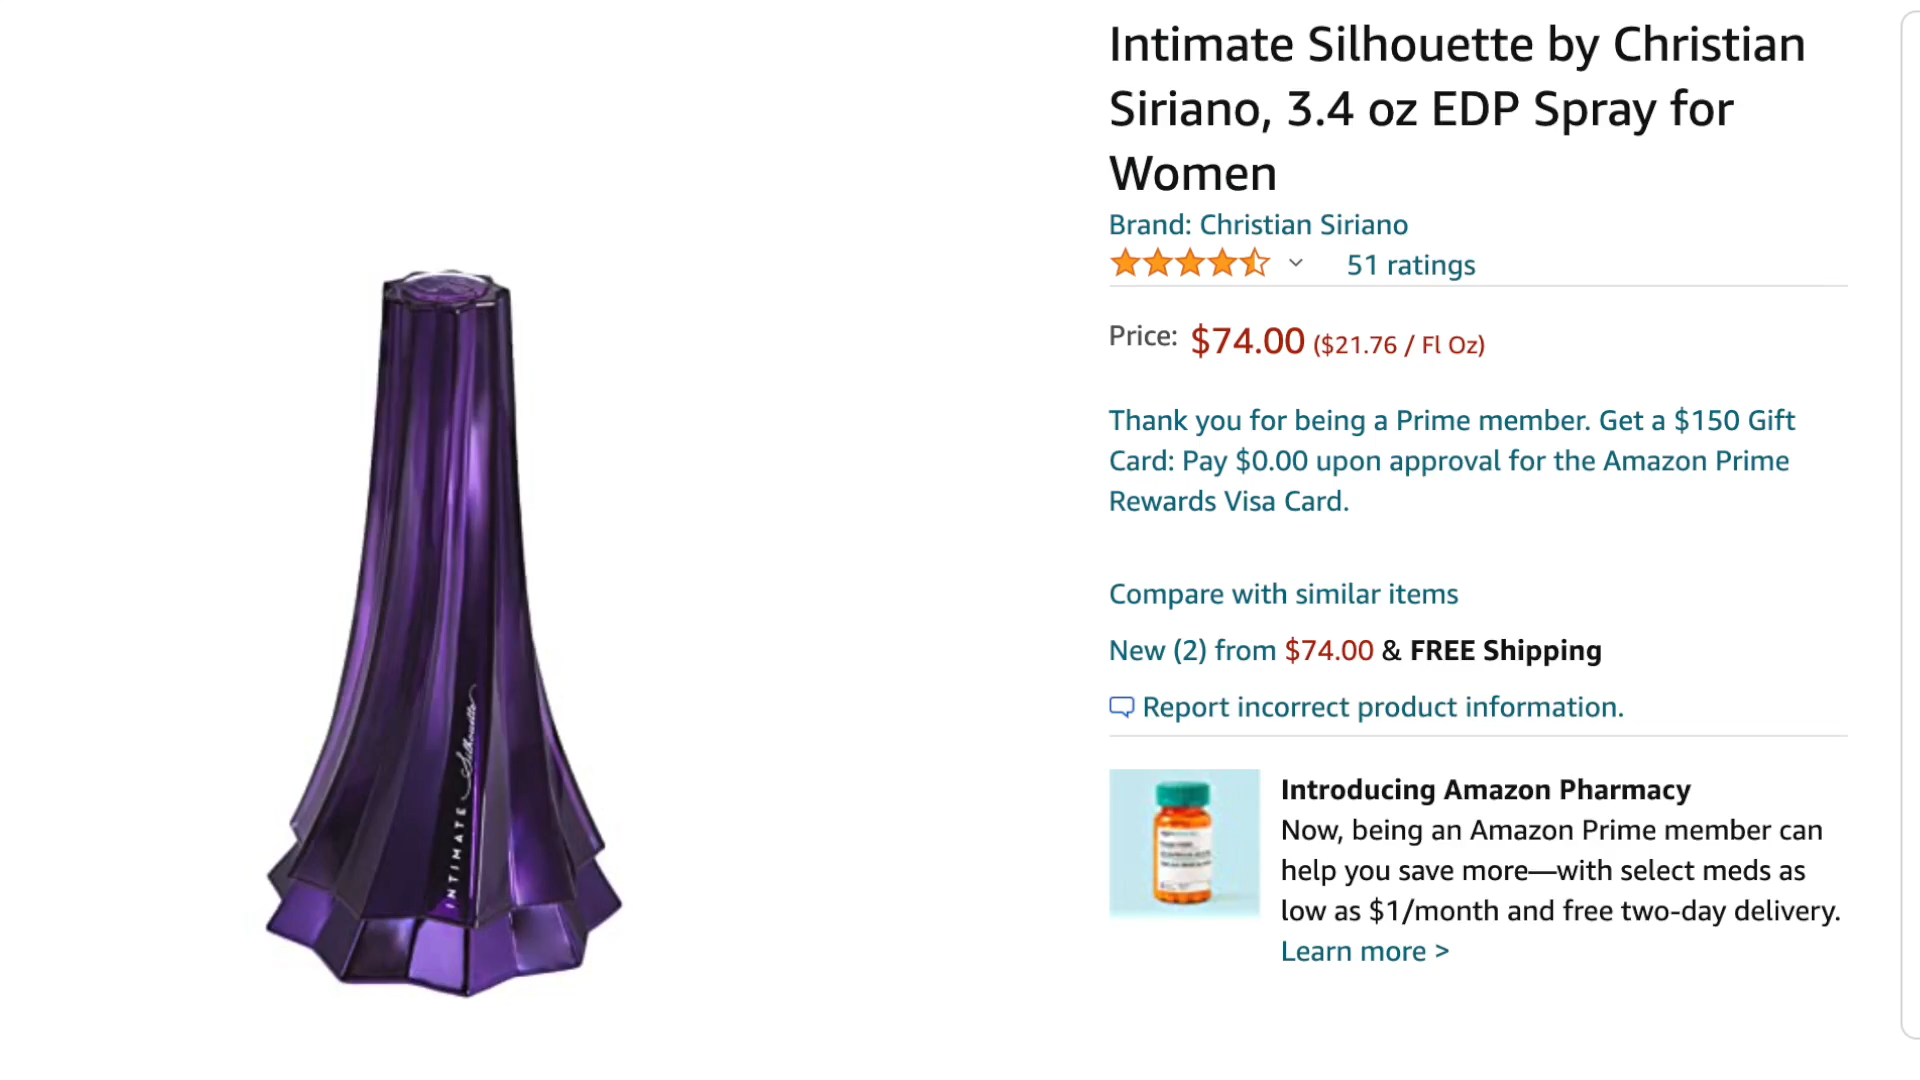 Intimate Silhouette by Christian
Siriano, 3.4 oz EDP Spray for
Women
Brand: Christian Siriano
51 ratings
Price: $74.00 ($21.76 / Fl Oz)
Thank you for being a Prime member. Get a $150 Gift
Card: Pay $0.00 upon approval for the Amazon Prime
Rewards Visa Card.
Compare with similar items
New (2) from $74.00 & FREE Shipping
Report incorrect product information.
Introducing Amazon Pharmacy
Now, being an Amazon Prime member can
help you save more—with select meds as
low as $1/month and free two-day delivery.
Learn more >
INTIMATE Silhouette